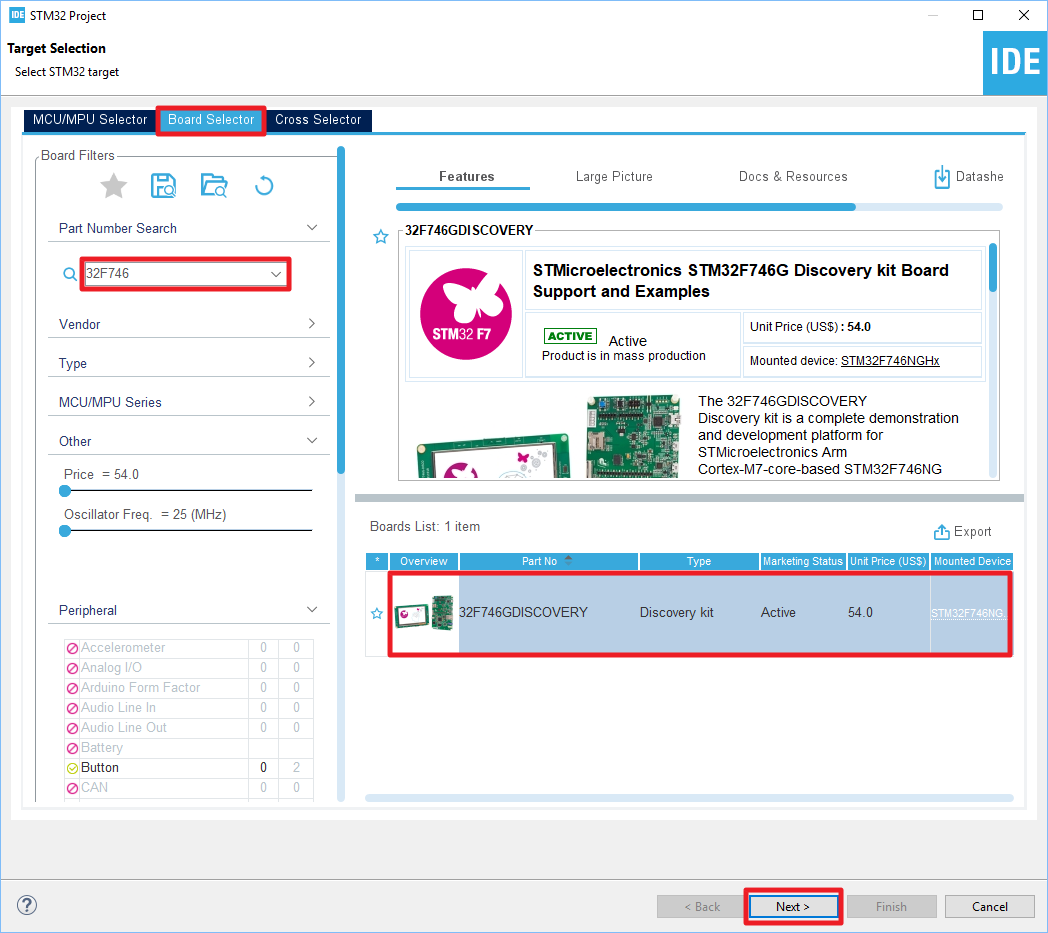 IDE STM32 Project
Target Selection
Select STM32 target
IDE
MCU/MPU Selector Board Selector Cross Selector
Board Filters
Part Number Search
32F746
Vendor
Type
MCU/MPU Series
Other
Price = 54.0
Oscillator Freq. = 25 (MHz)
Peripheral
Accelerometer 0 0
Analog I/O 0 0
Arduino Form Factor 0 0
Audio Line In 0 0
Audio Line Out 0 0
Battery
Button 0 2
CAN 0 0
Features Large Picture Docs & Resources Datashe
32F746GDISCOVERY
STM32 F7
STMicroelectronics STM32F746G Discovery kit Board
Support and Examples
ACTIVE Active
Product is in mass production
Unit Price (US$) : 54.0
Mounted device: STM32F746NGHx
The 32F746GDISCOVERY
Discovery kit is a complete demonstration
and development platform for
STMicroelectronics Arm
Cortex-M7-core-based STM32F746NG
Boards List: 1 item
Export
* Overview Part No Type Marketing Status Unit Price (US$) Mounted Device
32F746GDISCOVERY Discovery kit Active 54.0 STM32F746NG...
? < Back Next > Finish Cancel